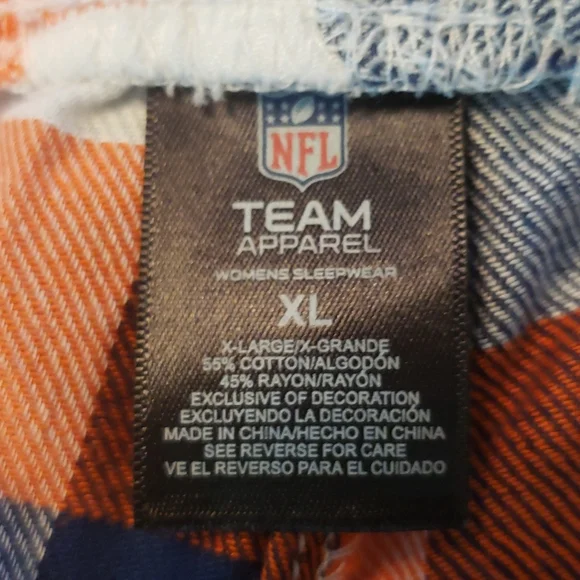 NFL
TEAM
APPAREL
WOMENS SLEEPWEAR
XL
X-LARGE/X-GRANDE
55% COTTON/ALGODÓN
45% RAYON/RAYÓN
EXCLUSIVE OF DECORATION
EXCLUYENDO LA DECORACIÓN
MADE IN CHINA/HECHO EN CHINA
SEE REVERSE FOR CARE
VE EL REVERSO PARA EL CUIDADO